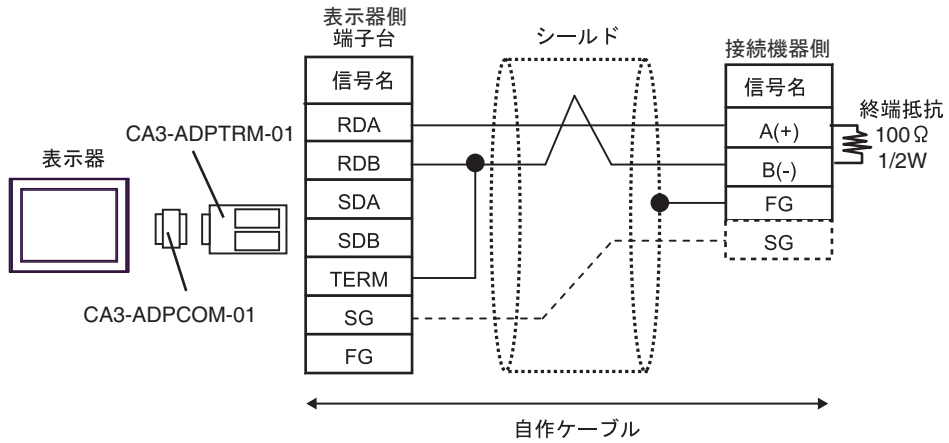 表示器側
端子台
シールド
接続機器側
信号名
信号名
終端抵抗
100Ω
1/2W
CA3-ADPTRM-01
表示器
CA3-ADPCOM-01
RDA
RDB
SDA
SDB
TERM
SG
FG
A(+)
B(-)
FG
SG
自作ケーブル